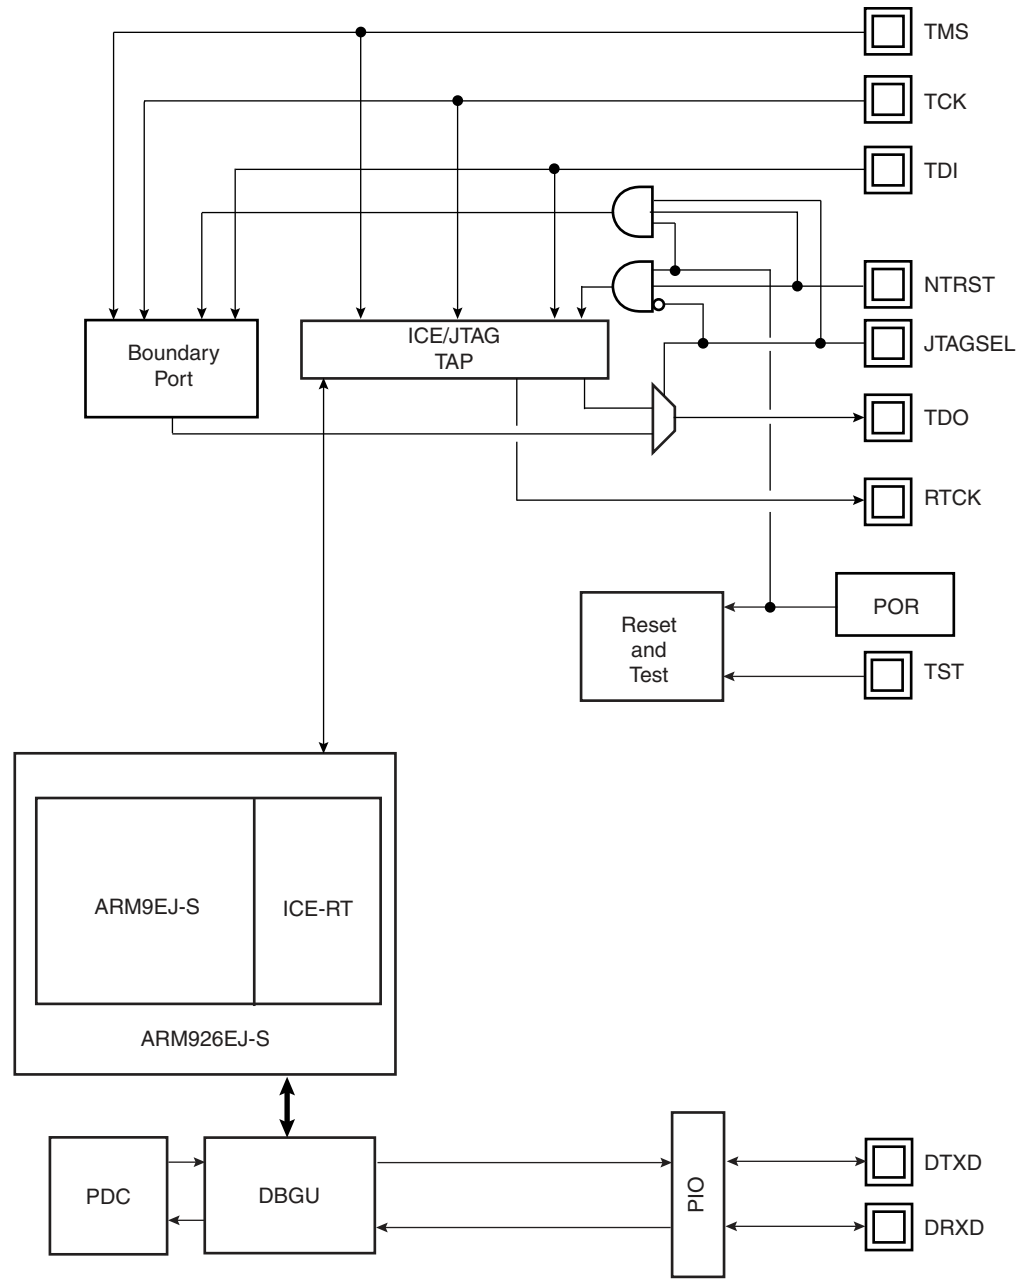 TMS
TCK
TDI
NTRST
JTAGSEL
ICE/JTAG
TAP
Boundary
Port
TDO
RTCK
POR
Reset
and
Test
TST
ARM9EJ-S
ICE-RT
ARM926EJ-S
PDC
DBGU
PIO
DTXD
DRXD